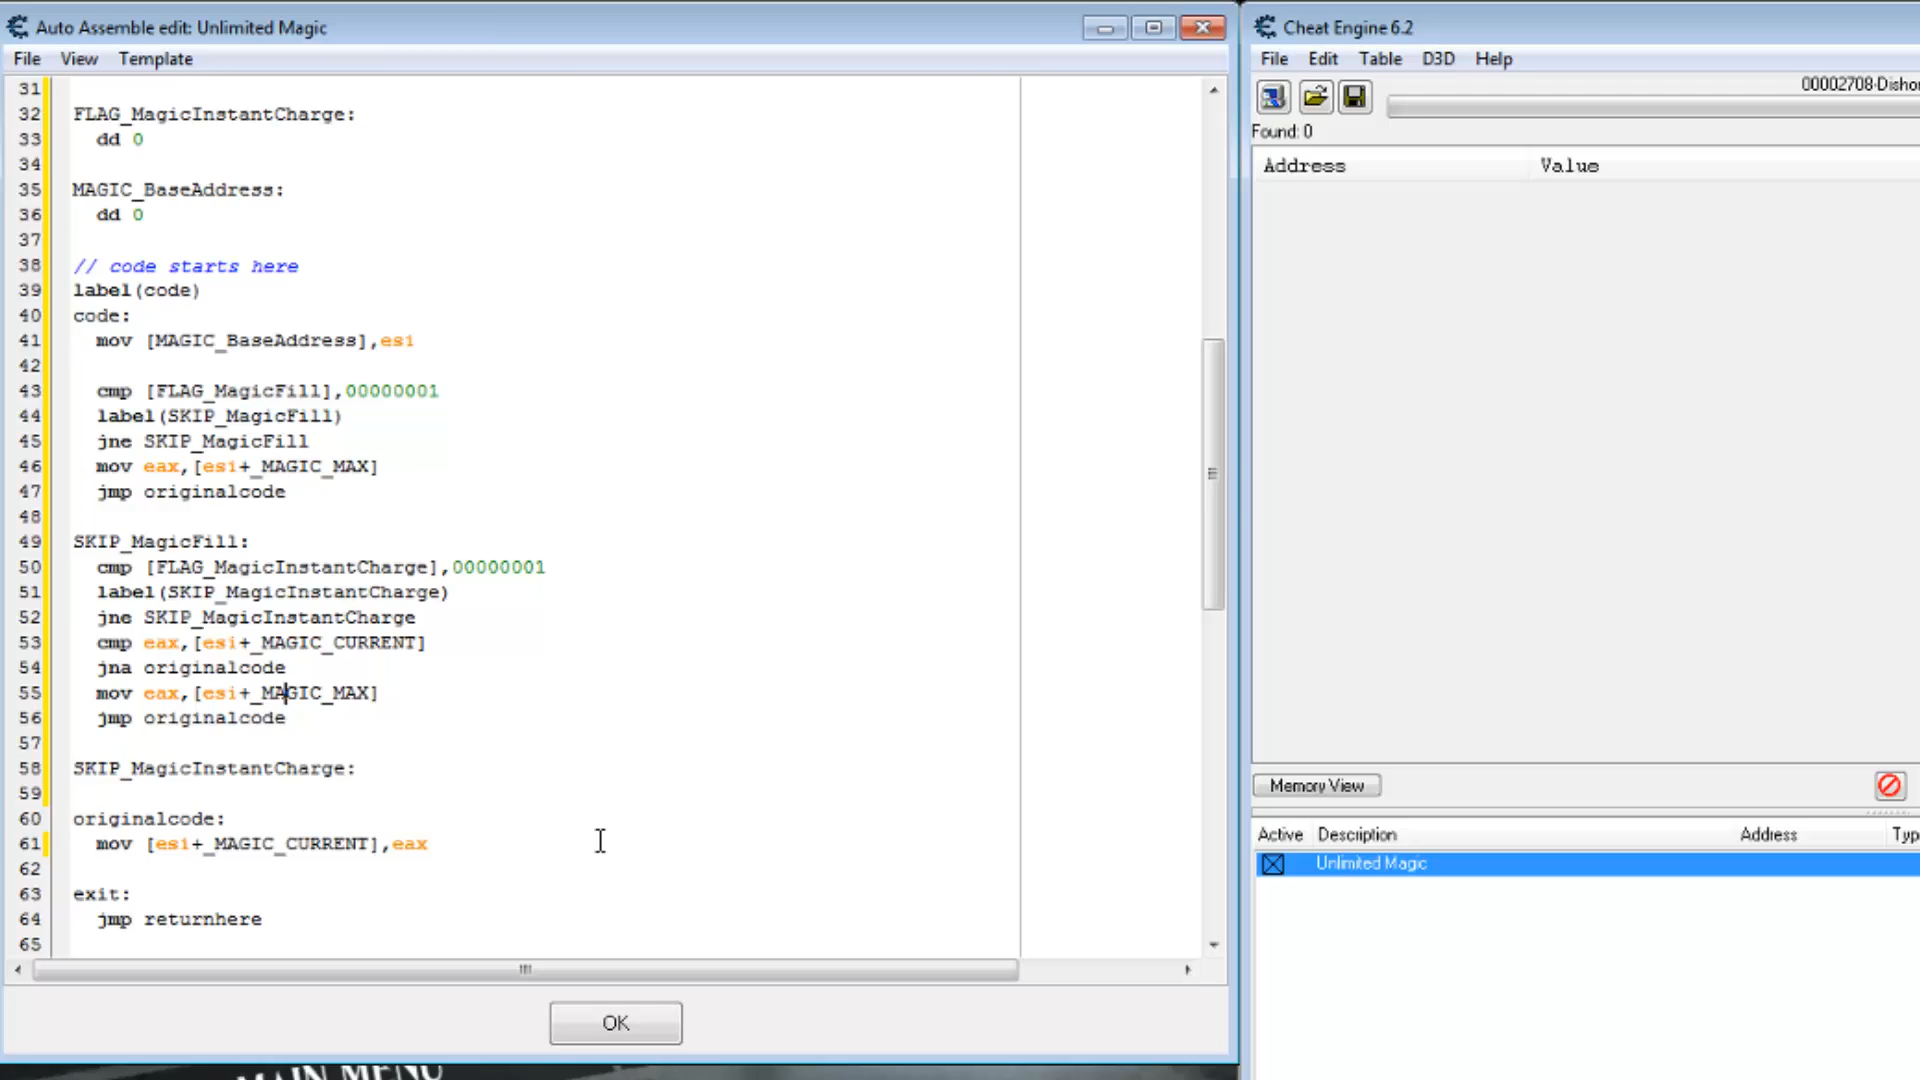 Auto Assemble edit: Unlimited Magic
File View Template
31
32 FLAG_MagicInstantCharge:
33 dd 0
34
35 MAGIC_BaseAddress:
36 dd 0
37
38 // code starts here
39 label(code)
40 code:
41 mov [MAGIC_BaseAddress],esi
42
43 cmp [FLAG_MagicFill],00000001
44 label(SKIP_MagicFill)
45 jne SKIP_MagicFill
46 mov eax,[esi+_MAGIC_MAX]
47 jmp originalcode
48
49 SKIP_MagicFill:
50 cmp [FLAG_MagicInstantCharge],00000001
51 label(SKIP_MagicInstantCharge)
52 jne SKIP_MagicInstantCharge
53 cmp eax,[esi+_MAGIC_CURRENT]
54 jna originalcode
55 mov eax,[esi+_MAGIC_MAX]
56 jmp originalcode
57
58 SKIP_MagicInstantCharge:
59
60 originalcode:
61 mov [esi+_MAGIC_CURRENT],eax
62
63 exit:
64 jmp returnhere
65
OK
MAIN MENU
Cheat Engine 6.2
File Edit Table D3D Help
00002708-Dishor
Found: 0
Address Value
Memory View
Active Description Address Typ
Unlimited Magic